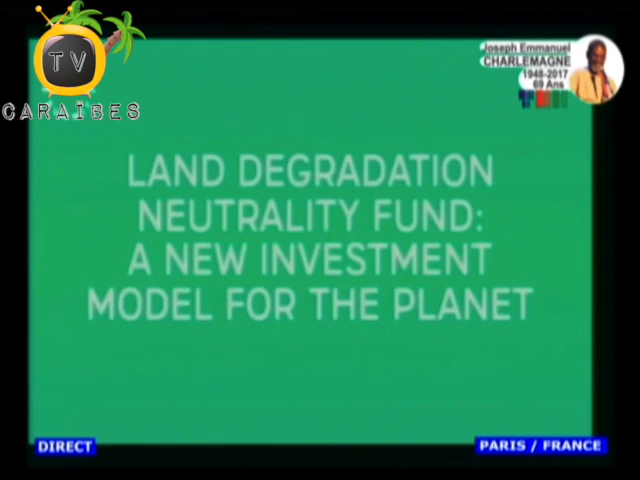 TV
CARAÏBES
Joseph Emmanuel
CHARLEMAGNE
1948-2017
69 Ans
LAND DEGRADATION
NEUTRALITY FUND:
A NEW INVESTMENT
MODEL FOR THE PLANET
DIRECT
PARIS / FRANCE